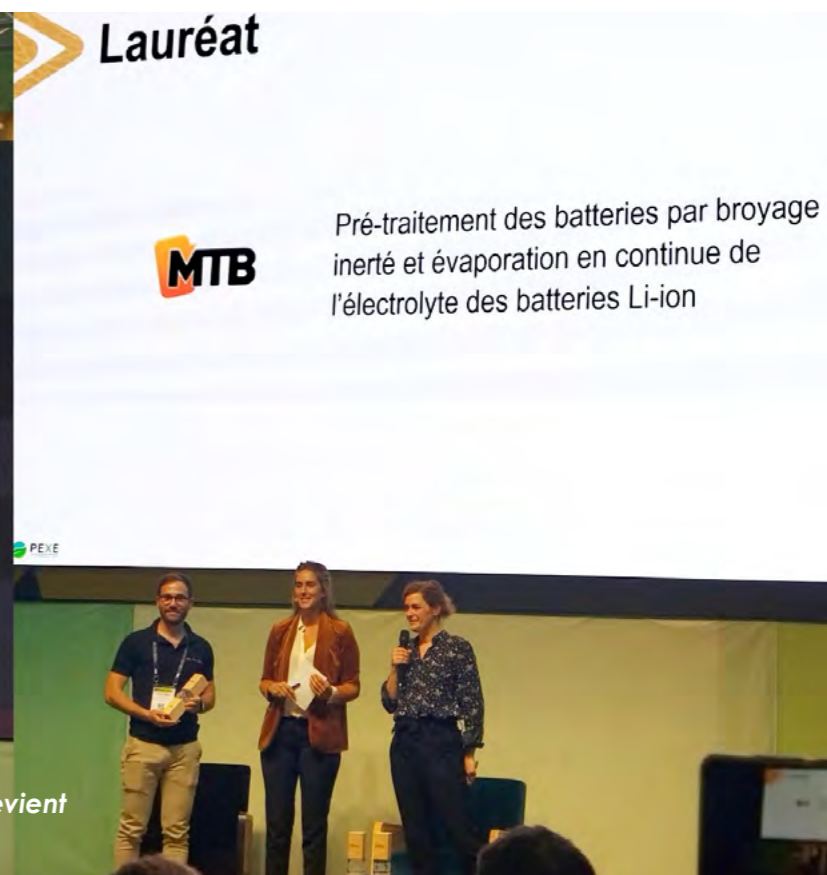 Lauréat
MTB
Pré-traitement des batteries par broyage
inerté et évaporation en continue de
l'électrolyte des batteries Li-ion
PEXE
evient